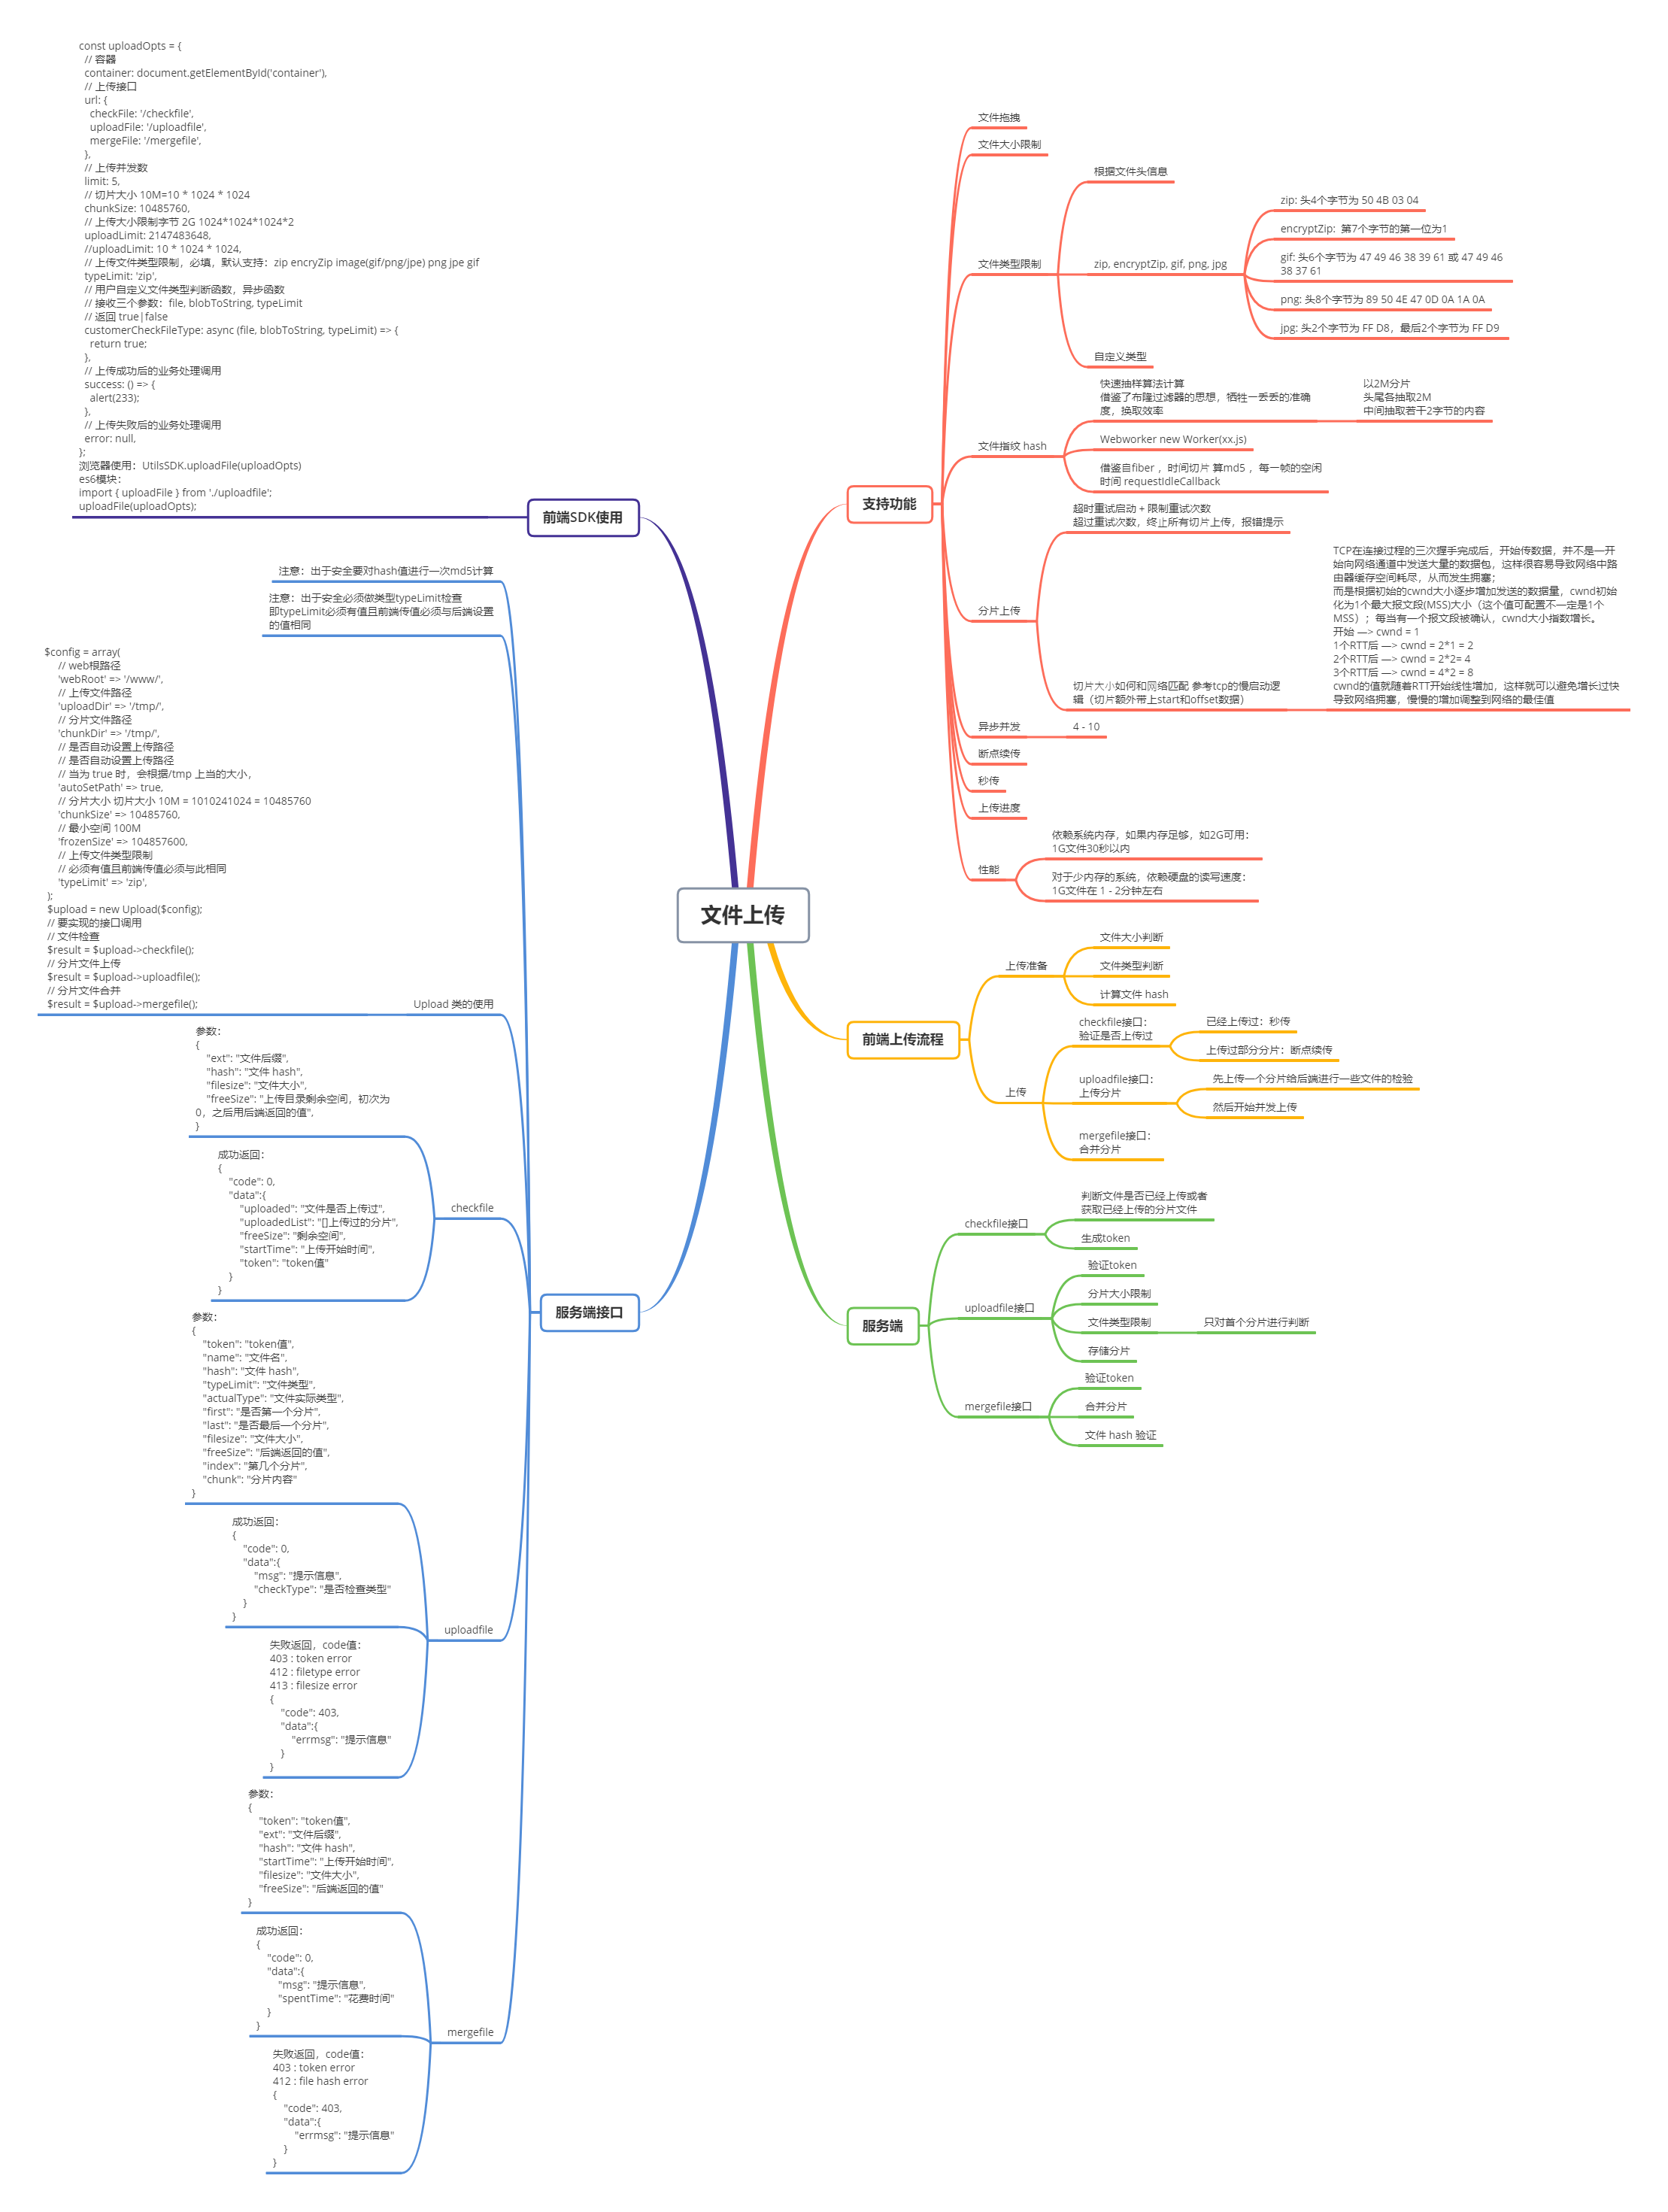 文件上传
前端SDK使用
const uploadOpts = {
// 容器
container: document.getElementById('container'),
// 上传接口
url: {
checkFile: '/checkfile',
uploadFile: '/uploadfile',
mergeFile: '/mergefile',
},
// 上传并发数
limit: 5,
// 切片大小 10M=10 * 1024 * 1024
chunkSize: 10485760,
// 上传大小限制字节 2G 1024*1024*1024*2
uploadLimit: 2147483648,
//uploadLimit: 10 * 1024 * 1024,
// 上传文件类型限制，必填，默认支持：zip encryZip image(gif/png/jpe) png jpe gif
typeLimit: 'zip',
// 用户自定义文件类型判断函数，异步函数
// 接收三个参数：file, blobToString, typeLimit
// 返回 true|false
customerCheckFileType: async (file, blobToString, typeLimit) => {
return true;
},
// 上传成功后的业务处理调用
success: () => {
alert(233);
},
// 上传失败后的业务处理调用
error: null,
};
浏览器使用：UtilsSDK.uploadFile(uploadOpts)
es6模块：
import { uploadFile } from './uploadfile';
uploadFile(uploadOpts);
服务端接口
注意：出于安全要对hash值进行一次md5计算
注意：出于安全必须做类型typeLimit检查
即typeLimit必须有值且前端传值必须与后端设置
的值相同
Upload 类的使用
$config = array(
// web根路径
'webRoot' => '/www/',
// 上传文件路径
'uploadDir' => '/tmp/',
// 分片文件路径
'chunkDir' => '/tmp/',
// 是否自动设置上传路径
// 是否自动设置上传路径
// 当为 true 时，会根据/tmp 上当的大小，
'autoSetPath' => true,
// 分片大小 切片大小 10M = 1010241024 = 10485760
'chunkSize' => 10485760,
// 最小空间 100M
'frozenSize' => 104857600,
// 上传文件类型限制
// 必须有值且前端传值必须与此相同
'typeLimit' => 'zip',
);
$upload = new Upload($config);
// 要实现的接口调用
// 文件检查
$result = $upload->checkfile();
// 分片文件上传
$result = $upload->uploadfile();
// 分片文件合并
$result = $upload->mergefile();
checkfile
参数：
{
"ext": "文件后缀",
"hash": "文件 hash",
"filesize": "文件大小",
"freeSize": "上传目录剩余空间，初次为
0，之后用后端返回的值",
}
成功返回：
{
"code": 0,
"data":{
"uploaded": "文件是否上传过",
"uploadedList": "[]上传过的分片",
"freeSize": "剩余空间",
"startTime": "上传开始时间",
"token": "token值"
}
}
uploadfile
参数：
{
"token": "token值",
"name": "文件名",
"hash": "文件 hash",
"typeLimit": "文件类型",
"actualType": "文件实际类型",
"first": "是否第一个分片",
"last": "是否最后一个分片",
"filesize": "文件大小",
"freeSize": "后端返回的值",
"index": "第几个分片",
"chunk": "分片内容"
}
成功返回：
{
"code": 0,
"data":{
"msg": "提示信息",
"checkType": "是否检查类型"
}
}
失败返回，code值：
403 : token error
412 : filetype error
413 : filesize error
{
"code": 403,
"data":{
"errmsg": "提示信息"
}
}
mergefile
参数：
{
"token": "token值",
"ext": "文件后缀",
"hash": "文件 hash",
"startTime": "上传开始时间",
"filesize": "文件大小",
"freeSize": "后端返回的值"
}
成功返回：
{
"code": 0,
"data":{
"msg": "提示信息",
"spentTime": "花费时间"
}
}
失败返回，code值：
403 : token error
412 : file hash error
{
"code": 403,
"data":{
"errmsg": "提示信息"
}
}
支持功能
文件拖拽
文件大小限制
文件类型限制
根据文件头信息
zip, encryptZip, gif, png, jpg
zip: 头4个字节为 50 4B 03 04
encryptZip: 第7个字节的第一位为1
gif: 头6个字节为 47 49 46 38 39 61 或 47 49 46
38 37 61
png: 头8个字节为 89 50 4E 47 0D 0A 1A 0A
jpg: 头2个字节为 FF D8，最后2个字节为 FF D9
自定义类型
文件指纹 hash
快速抽样算法计算
借鉴了布隆过滤器的思想，牺牲一丢丢的准确
度，换取效率
以2M分片
头尾各抽取2M
中间抽取若干2字节的内容
Webworker new Worker(xx.js)
借鉴自fiber ，时间切片 算md5 ，每一帧的空闲
时间 requestIdleCallback
分片上传
超时重试启动 + 限制重试次数
超过重试次数，终止所有切片上传，报错提示
切片大小如何和网络匹配 参考tcp的慢启动逻
辑（切片额外带上start和offset数据）
TCP在连接过程的三次握手完成后，开始传数据，并不是一开
始向网络通道中发送大量的数据包，这样很容易导致网络中路
由器缓存空间耗尽，从而发生拥塞；
而是根据初始的cwnd大小逐步增加发送的数据量，cwnd初始
化为1个最大报文段(MSS)大小（这个值可配置不一定是1个
MSS）；每当有一个报文段被确认，cwnd大小指数增长。
开始 —> cwnd = 1
1个RTT后 —> cwnd = 2*1 = 2
2个RTT后 —> cwnd = 2*2= 4
3个RTT后 —> cwnd = 4*2 = 8
cwnd的值就随着RTT开始线性增加，这样就可以避免增长过快
导致网络拥塞，慢慢的增加调整到网络的最佳值
异步并发
4 - 10
断点续传
秒传
上传进度
性能
依赖系统内存，如果内存足够，如2G可用：
1G文件30秒以内
对于少内存的系统，依赖硬盘的读写速度：
1G文件在 1 - 2分钟左右
前端上传流程
上传准备
文件大小判断
文件类型判断
计算文件 hash
上传
checkfile接口：
验证是否上传过
已经上传过：秒传
上传过部分分片：断点续传
uploadfile接口：
上传分片
先上传一个分片给后端进行一些文件的检验
然后开始并发上传
mergefile接口：
合并分片
服务端
checkfile接口
判断文件是否已经上传或者
获取已经上传的分片文件
生成token
uploadfile接口
验证token
分片大小限制
文件类型限制
只对首个分片进行判断
存储分片
mergefile接口
验证token
合并分片
文件 hash 验证